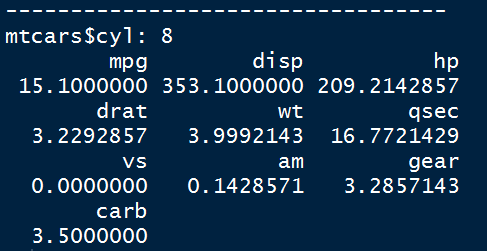 ------------------------------------
mtcars$cyl: 8
        mpg        disp          hp
 15.1000000 353.1000000 209.2142857
       drat          wt        qsec
  3.2292857   3.9992143  16.7721429
         vs          am        gear
  0.0000000   0.1428571   3.2857143
       carb
  3.5000000